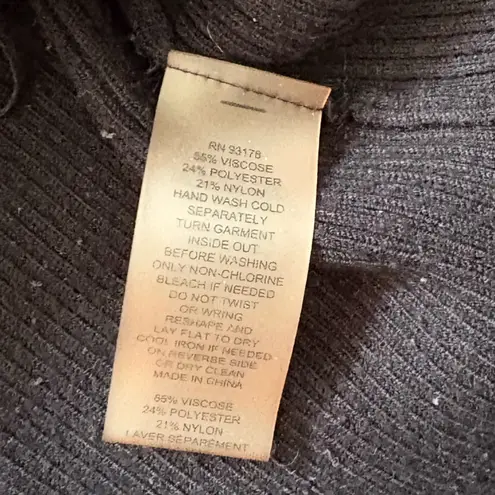 RN 93178
55% VISCOSE
24% POLYESTER
21% NYLON
HAND WASH COLD
SEPARATELY
TURN GARMENT
INSIDE OUT
BEFORE WASHING
ONLY NON-CHLORINE
BLEACH IF NEEDED
DO NOT TWIST
OR WRING
RESHAPE AND
LAY FLAT TO DRY
COOL IRON IF NEEDED
ON REVERSE SIDE
OR DRY CLEAN
MADE IN CHINA
55% VISCOSE
24% POLYESTER
21% NYLON
LAVER SÉPARÉMENT